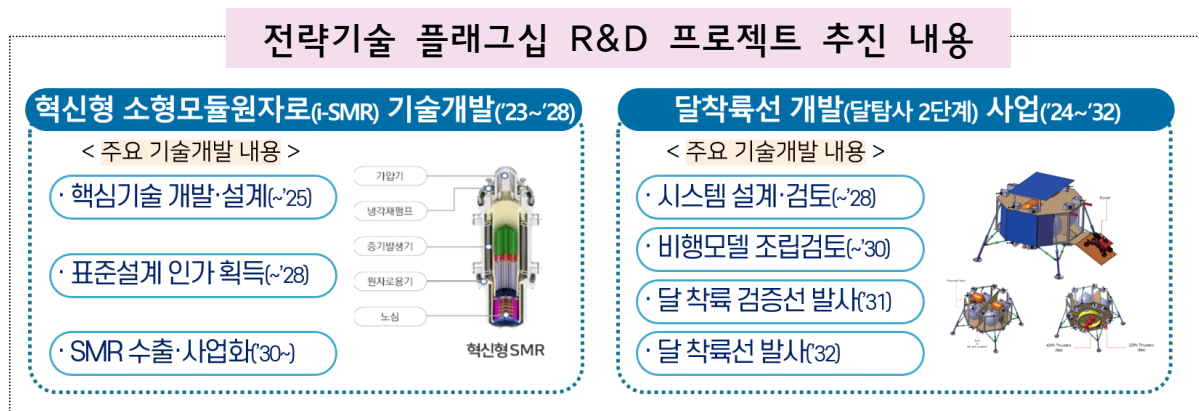 전략기술 플래그십 R&D 프로젝트 추진 내용
혁신형 소형모듈원자로(i-SMR) 기술개발('23~'28)
< 주요 기술개발 내용 >
· 핵심기술 개발·설계(~'25)
· 표준설계 인가 획득(~'28)
· SMR 수출·사업화('30~)
가압기
냉각재펌프
증기발생기
원자로용기
노심
혁신형 SMR
달착륙선 개발(달탐사 2단계) 사업('24~'32)
< 주요 기술개발 내용 >
· 시스템 설계·검토(~'28)
· 비행모델 조립검토(~'30)
· 달 착륙 검증선 발사('31)
· 달 착륙선 발사('32)